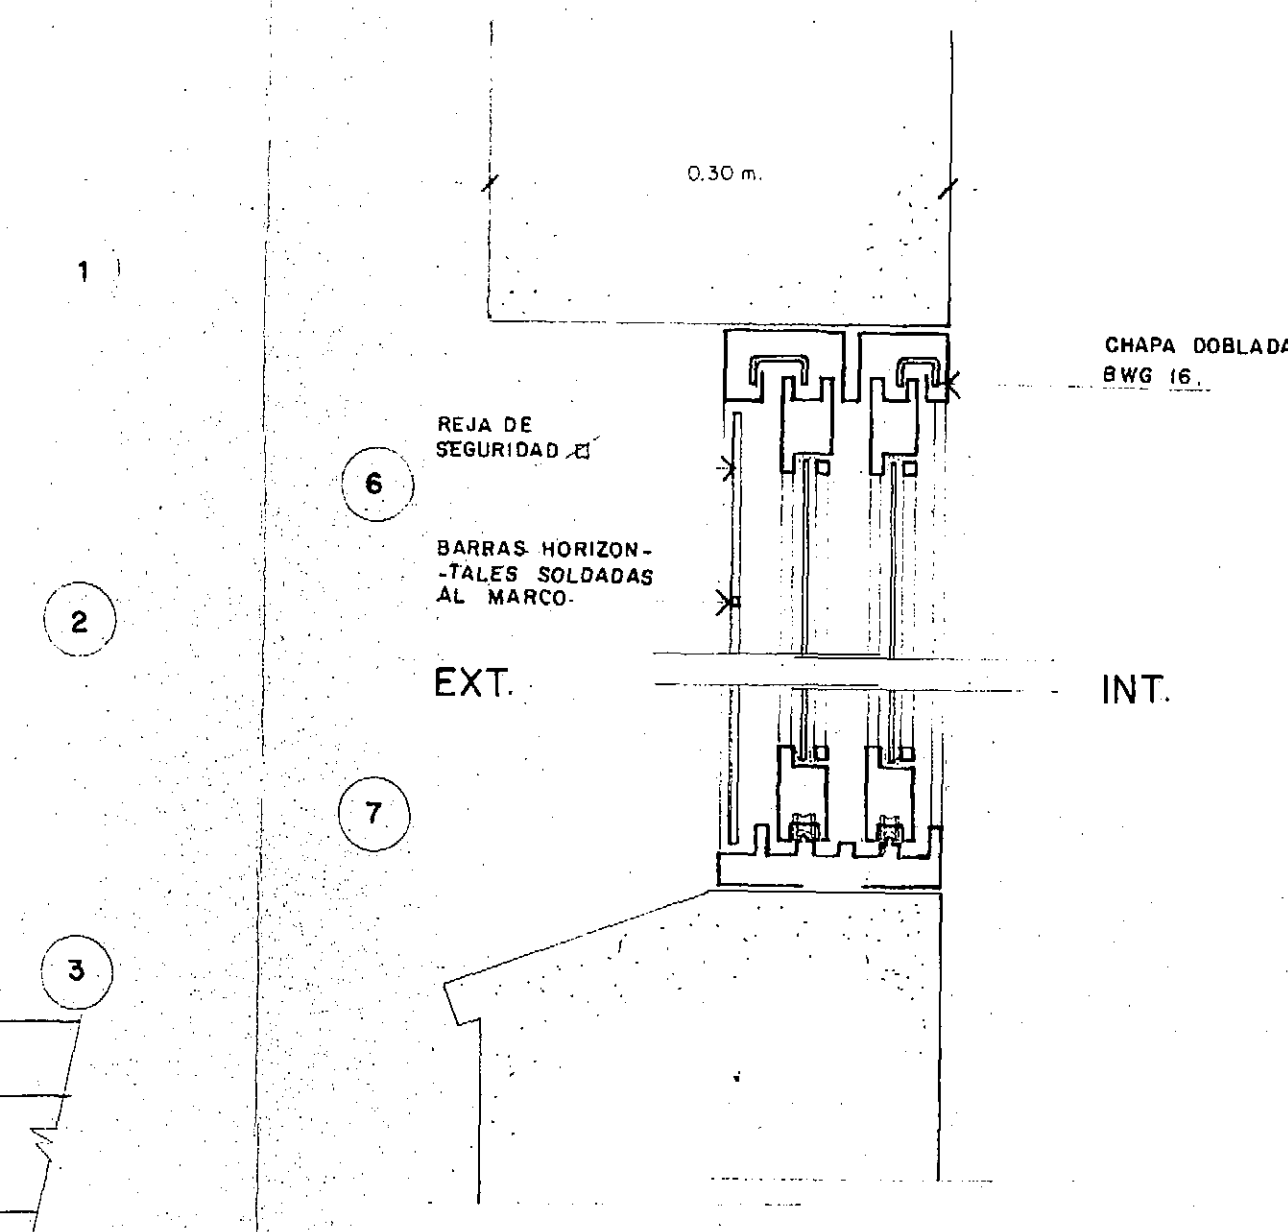 0.30 m.
1
CHAPA DOBLADA
BWG 16.
REJA DE
SEGURIDAD
6
BARRAS HORIZON-
-TALES SOLDADAS
AL MARCO.
2
EXT.
INT.
7
3